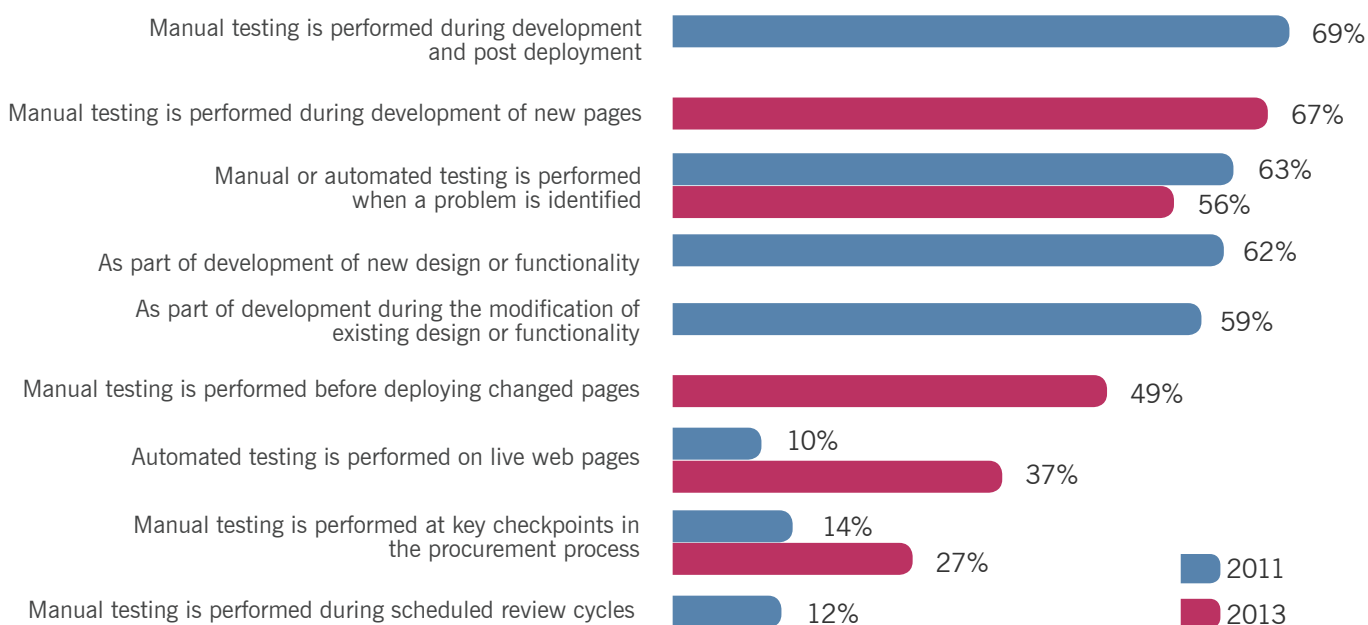 Manual testing is performed during development
and post deployment
69%
Manual testing is performed during development of new pages
67%
Manual or automated testing is performed
when a problem is identified
63%
56%
As part of development of new design or functionality
62%
As part of development during the modification of
existing design or functionality
59%
Manual testing is performed before deploying changed pages
49%
Automated testing is performed on live web pages
10%
37%
Manual testing is performed at key checkpoints in
the procurement process
14%
27%
Manual testing is performed during scheduled review cycles
12%
2011
2013